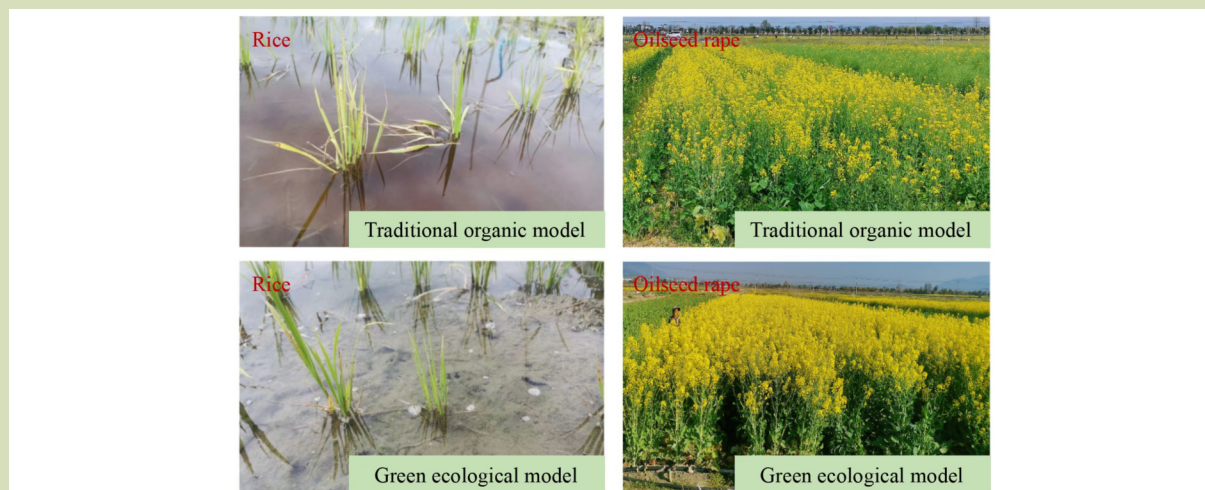 Rice
Traditional organic model
Oilseed rape
Traditional organic model
Rice
Green ecological model
Oilseed rape
Green ecological model